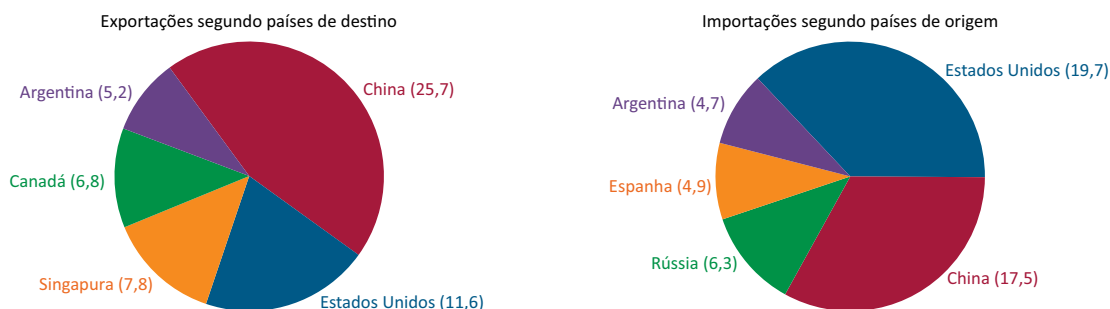 Exportações segundo países de destino
China (25,7)
Argentina (5,2)
Canadá (6,8)
Singapura (7,8)
Estados Unidos (11,6)
Importações segundo países de origem
Estados Unidos (19,7)
Argentina (4,7)
Espanha (4,9)
Rússia (6,3)
China (17,5)